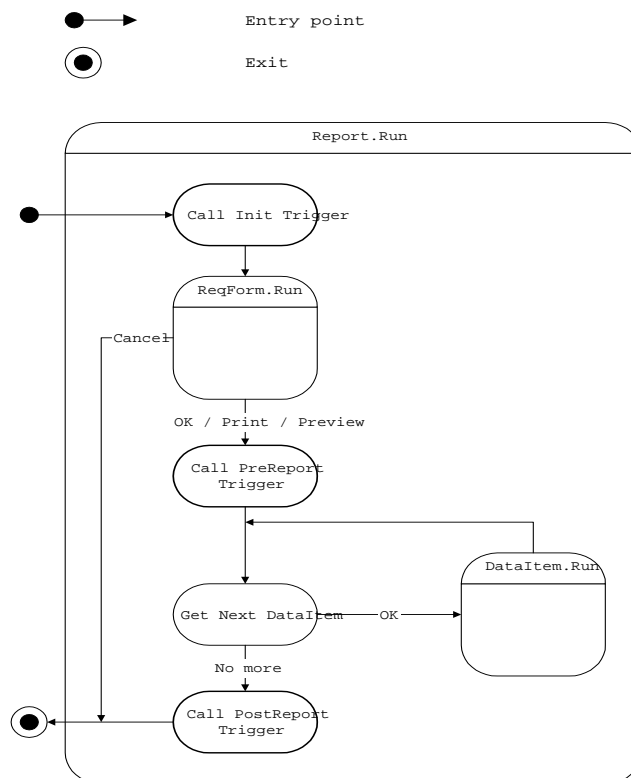 Entry point
Exit
Report.Run
Call Init Trigger
ReqForm.Run
Cancel
OK / Print / Preview
Call PreReport
Trigger
DataItem.Run
Get Next DataItem
OK
No more
Call PostReport
Trigger